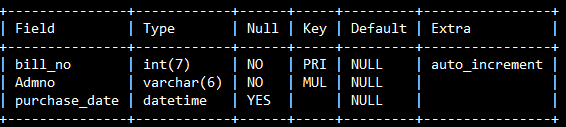 +---------------+------------+------+-----+---------+----------------+
| Field         | Type       | Null | Key | Default | Extra          |
+---------------+------------+------+-----+---------+----------------+
| bill_no       | int(7)     | NO   | PRI | NULL    | auto_increment |
| Admno         | varchar(6) | NO   | MUL | NULL    |                |
| purchase_date | datetime   | YES  |     | NULL    |                |
+---------------+------------+------+-----+---------+----------------+